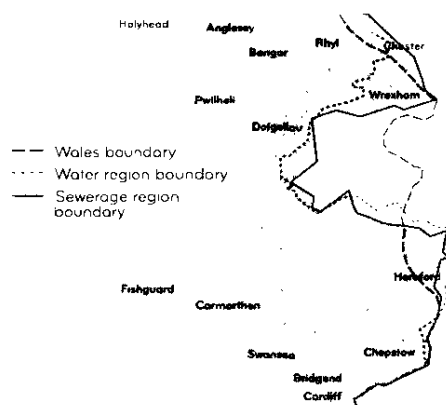 Holyhead
Anglesey
Bangor
Rhyl
Chester
Pwllheli
Wrexham
Dolgellau
Wales boundary
Water region boundary
Sewerage region
boundary
Hereford
Fishguard
Carmarthen
Swansea
Chepstow
Bridgend
Cardiff